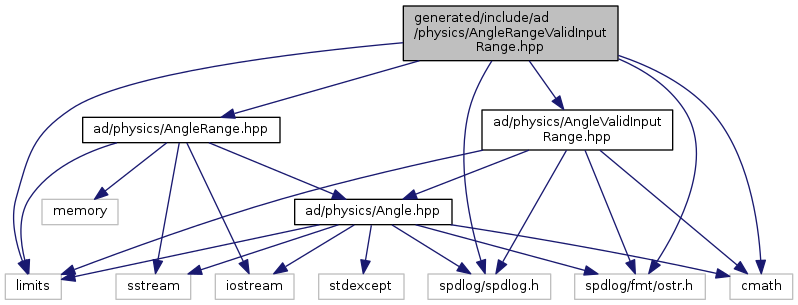 generated/include/ad
/physics/AngleRangeValidInput
Range.hpp
ad/physics/AngleRange.hpp
ad/physics/AngleValidInput
Range.hpp
memory
ad/physics/Angle.hpp
limits
sstream
iostream
stdexcept
spdlog/spdlog.h
spdlog/fmt/ostr.h
cmath